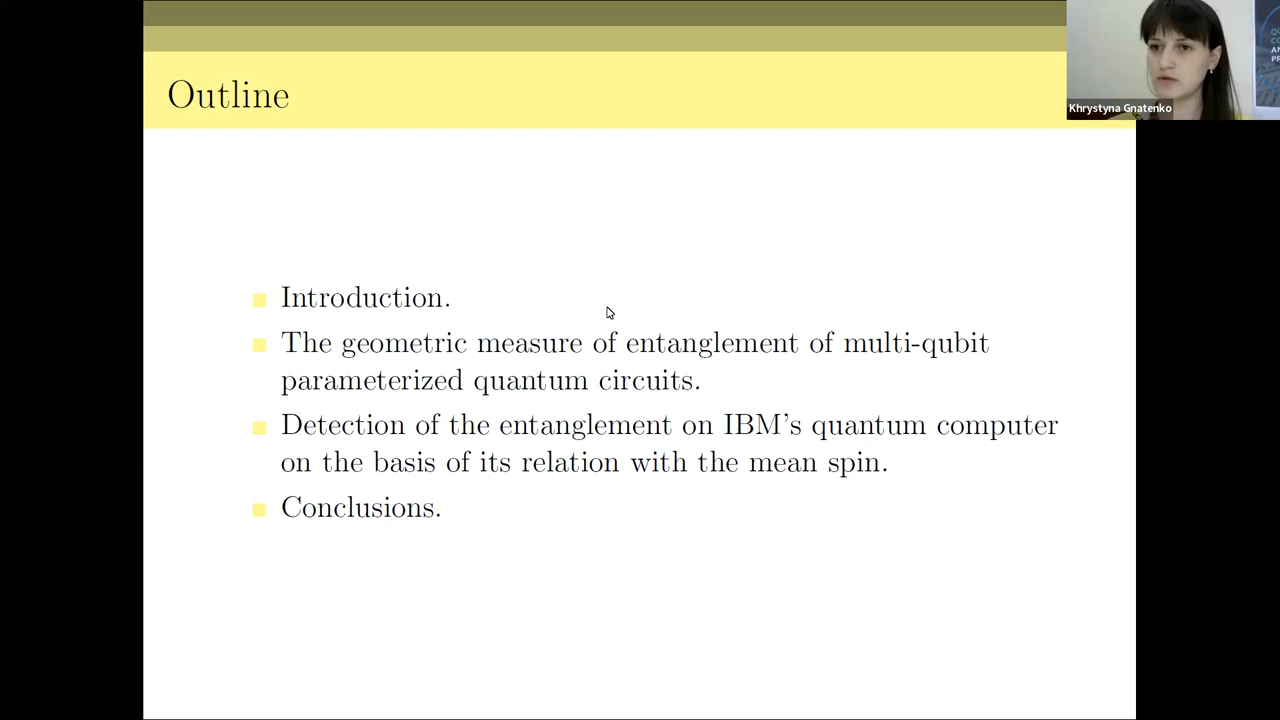 Outline
Khrystyna Gnatenko
Introduction.
The geometric measure of entanglement of multi-qubit
parameterized quantum circuits.
Detection of the entanglement on IBM's quantum computer
on the basis of its relation with the mean spin.
Conclusions.